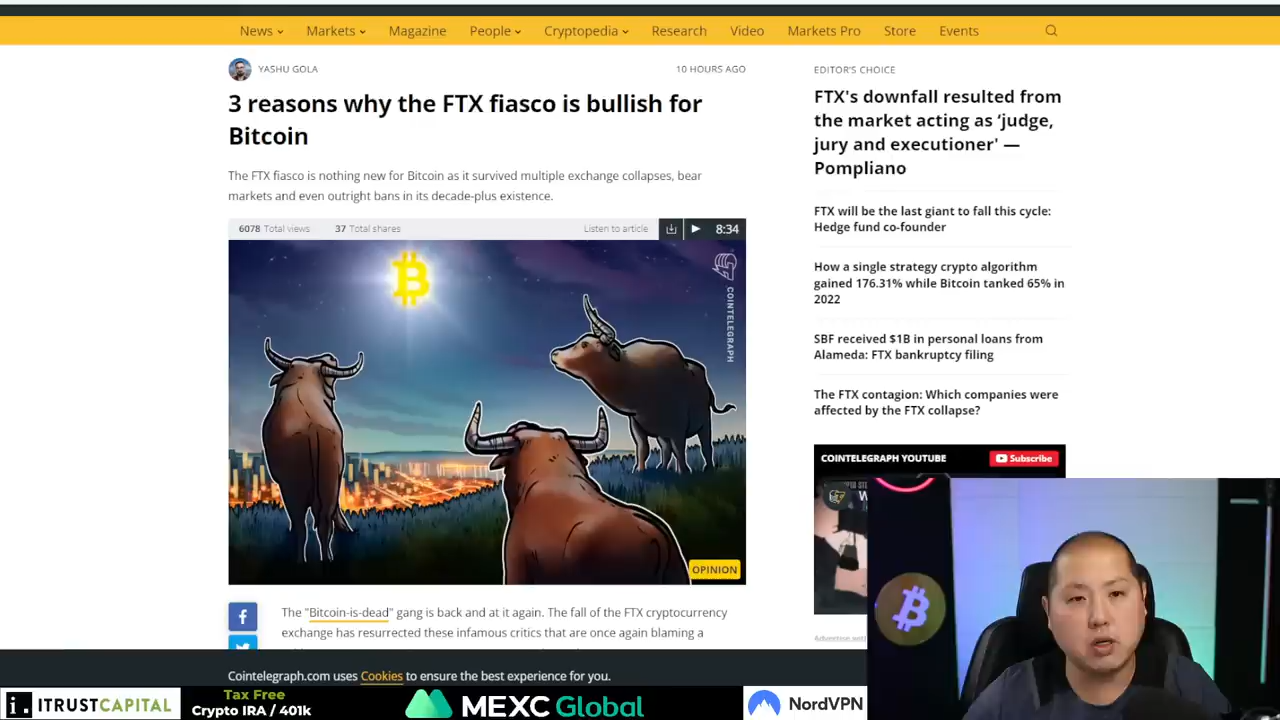 News
Markets
Magazine
People
Cryptopedia
Research
Video
Markets Pro
Store
Events
YASHU GOLA
10 HOURS AGO
3 reasons why the FTX fiasco is bullish for
Bitcoin
The FTX fiasco is nothing new for Bitcoin as it survived multiple exchange collapses, bear
markets and even outright bans in its decade-plus existence.
6078 Total views
37 Total shares
Listen to article
8:34
COINTELEGRAPH
OPINION
The "Bitcoin-is-dead" gang is back and at it again. The fall of the FTX cryptocurrency
exchange has resurrected these infamous critics that are once again blaming a
EDITOR'S CHOICE
FTX's downfall resulted from
the market acting as ‘judge,
jury and executioner' —
Pompliano
FTX will be the last giant to fall this cycle:
Hedge fund co-founder
How a single strategy crypto algorithm
gained 176.31% while Bitcoin tanked 65% in
2022
SBF received $1B in personal loans from
Alameda: FTX bankruptcy filing
The FTX contagion: Which companies were
affected by the FTX collapse?
COINTELEGRAPH YOUTUBE
Subscribe
Cointelegraph.com uses Cookies to ensure the best experience for you.
i. ITRUSTCAPITAL
Tax Free
Crypto IRA / 401k
MEXC Global
NordVPN